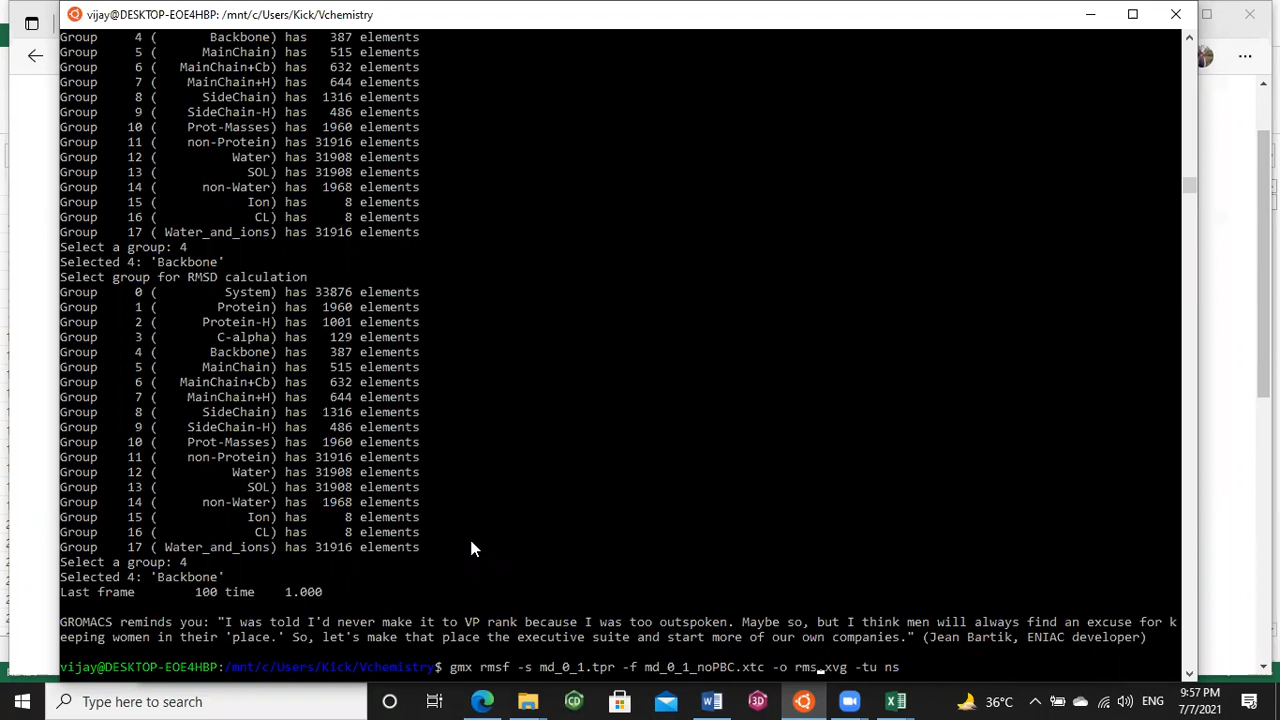 vijay@DESKTOP-EOE4HBP: /mnt/c/Users/Kick/Vchemistry
Group     4 (       Backbone) has   387 elements
Group     5 (      MainChain) has   515 elements
Group     6 (   MainChain+Cb) has   632 elements
Group     7 (    MainChain+H) has   644 elements
Group     8 (      SideChain) has  1316 elements
Group     9 (    SideChain-H) has   486 elements
Group    10 (    Prot-Masses) has  1960 elements
Group    11 (    non-Protein) has 31916 elements
Group    12 (          Water) has 31908 elements
Group    13 (            SOL) has 31908 elements
Group    14 (      non-Water) has  1968 elements
Group    15 (            Ion) has     8 elements
Group    16 (             CL) has     8 elements
Group    17 ( Water_and_ions) has 31916 elements
Select a group: 4
Selected 4: 'Backbone'
Select group for RMSD calculation
Group     0 (         System) has 33876 elements
Group     1 (        Protein) has  1960 elements
Group     2 (      Protein-H) has  1001 elements
Group     3 (        C-alpha) has   129 elements
Group     4 (       Backbone) has   387 elements
Group     5 (      MainChain) has   515 elements
Group     6 (   MainChain+Cb) has   632 elements
Group     7 (    MainChain+H) has   644 elements
Group     8 (      SideChain) has  1316 elements
Group     9 (    SideChain-H) has   486 elements
Group    10 (    Prot-Masses) has  1960 elements
Group    11 (    non-Protein) has 31916 elements
Group    12 (          Water) has 31908 elements
Group    13 (            SOL) has 31908 elements
Group    14 (      non-Water) has  1968 elements
Group    15 (            Ion) has     8 elements
Group    16 (             CL) has     8 elements
Group    17 ( Water_and_ions) has 31916 elements
Select a group: 4
Selected 4: 'Backbone'
Last frame        100 time    1.000
GROMACS reminds you: "I was told I'd never make it to VP rank because I was too outspoken. Maybe so, but I think men will always find an excuse for k
eeping women in their 'place.' So, let's make that place the executive suite and start more of our own companies." (Jean Bartik, ENIAC developer)
vijay@DESKTOP-EOE4HBP:/mnt/c/Users/Kick/Vchemistry$ gmx rmsf -s md_0_1.tpr -f md_0_1_noPBC.xtc -o rms.xvg -tu ns
Type here to search
36°C
ENG
9:57 PM
7/7/2021